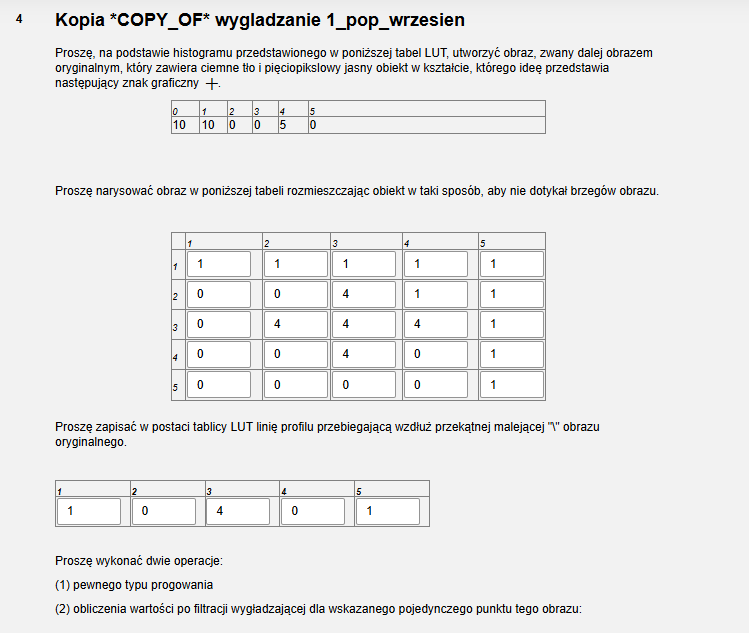 4 Kopia *COPY_OF* wygladzanie 1_pop_wrzesien
Proszę, na podstawie histogramu przedstawionego w poniższej tabel LUT, utworzyć obraz, zwany dalej obrazem
oryginalnym, który zawiera ciemne tło i pięciopikslowy jasny obiekt w kształcie, którego ideę przedstawia
następujący znak graficzny +.
0 1 2 3 4 5
10 10 0 0 5 0
Proszę narysować obraz w poniższej tabeli rozmieszczając obiekt w taki sposób, aby nie dotykał brzegów obrazu.
1 2 3 4 5
1 1 1 1 1 1
2 0 0 4 1 1
3 0 4 4 4 1
4 0 0 4 0 1
5 0 0 0 0 1
Proszę zapisać w postaci tablicy LUT linię profilu przebiegającą wzdłuż przekątnej malejącej "\" obrazu
oryginalnego.
1 2 3 4 5
1 0 4 0 1
Proszę wykonać dwie operacje:
(1) pewnego typu progowania
(2) obliczenia wartości po filtracji wygładzającej dla wskazanego pojedynczego punktu tego obrazu: